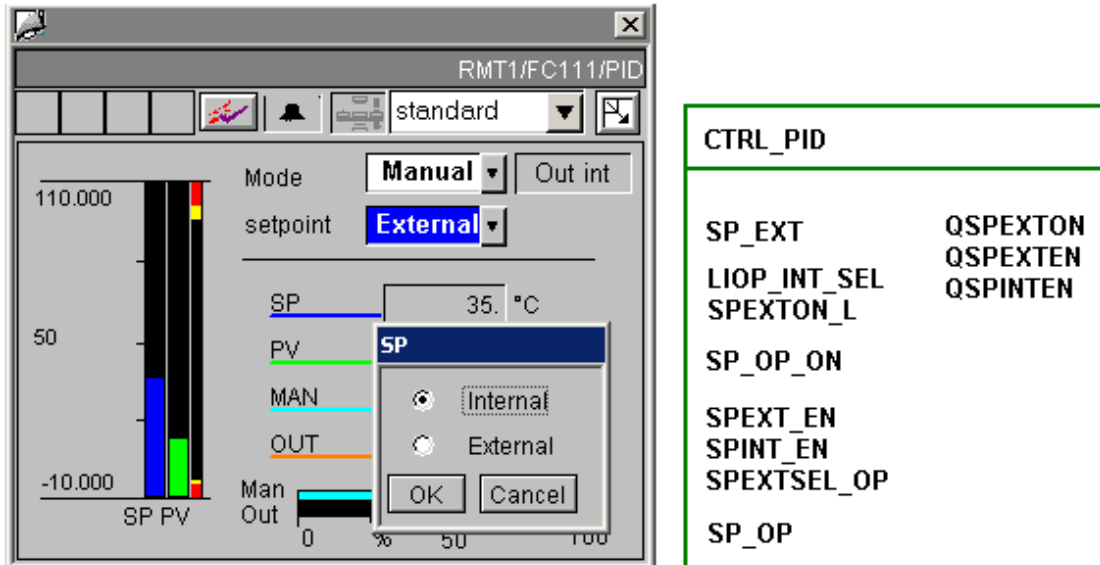 RMT1/FC111/PID
standard
Mode Manual Out int
setpoint External
110.000
SP 35. °C
50
PV
SP
MAN
Internal
OUT
External
-10.000
OK Cancel
Man
Out
SP PV
0 % 50 100
CTRL_PID
SP_EXT QSPEXTON
QSPEXTEN
LIOP_INT_SEL QSPINTEN
SPEXTON_L
SP_OP_ON
SPEXT_EN
SPINT_EN
SPEXTSEL_OP
SP_OP